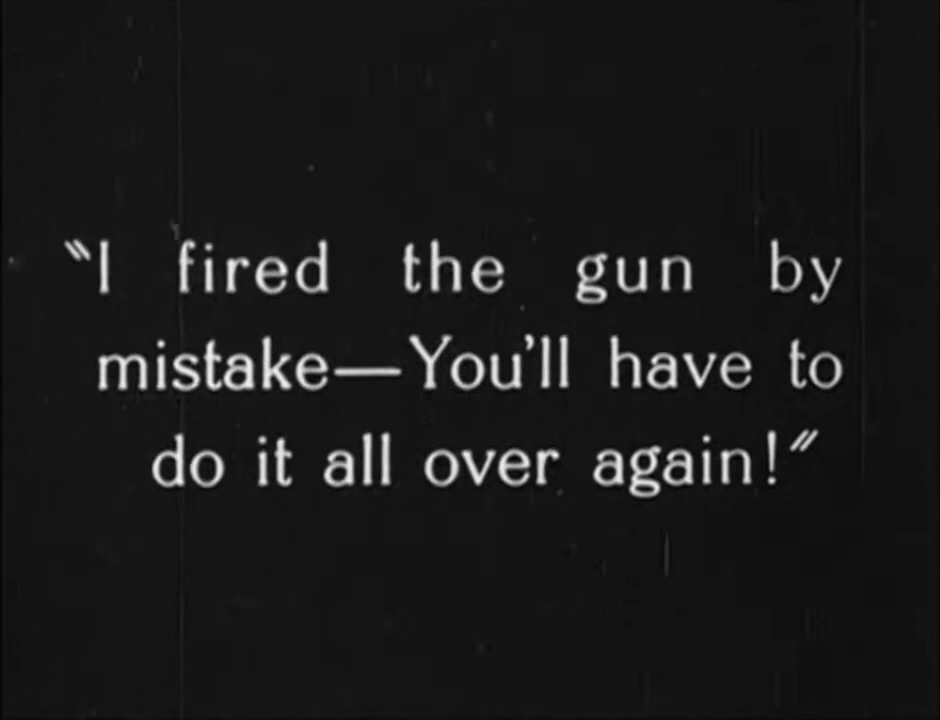 "I fired the gun by
mistake—You'll have to
do it all over again!"